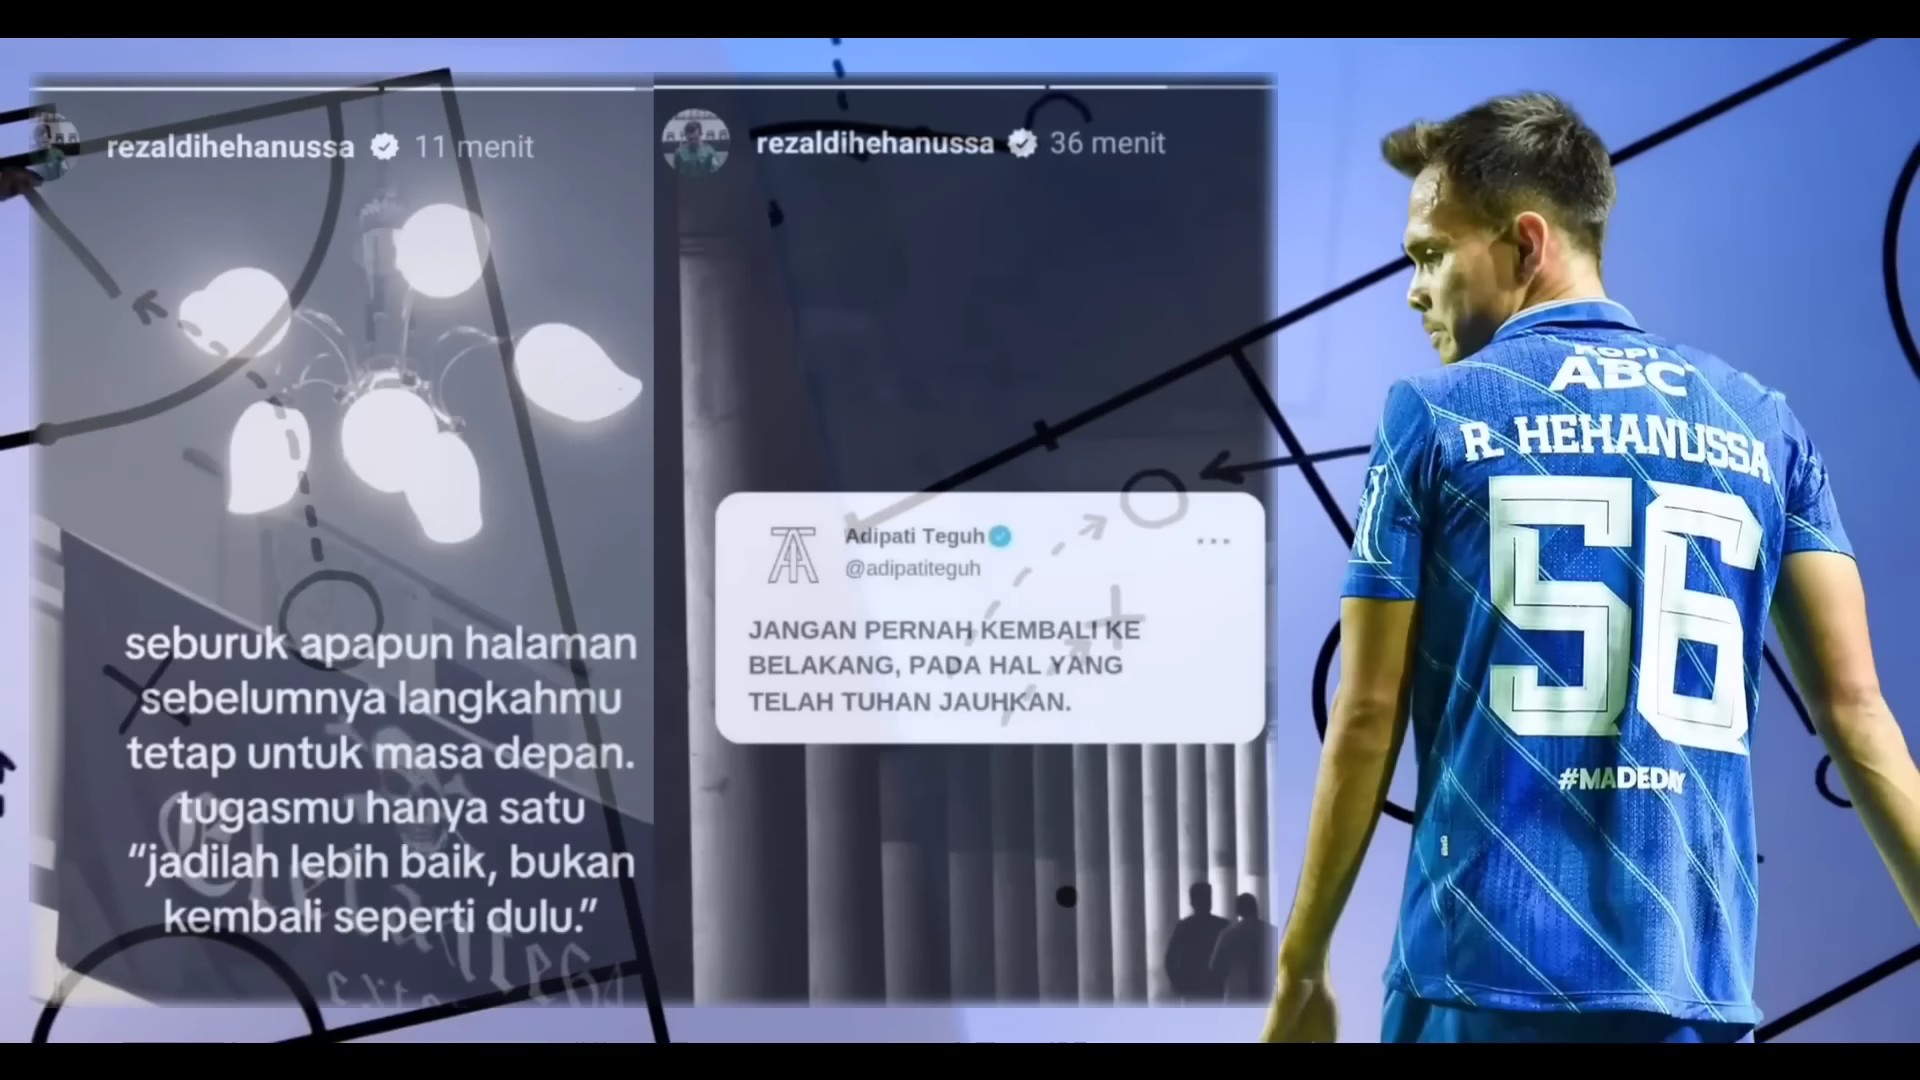 rezaldihehanussa 11 menit
seburuk apapun halaman
sebelumnya langkahmu
tetap untuk masa depan.
tugasmu hanya satu
“jadilah lebih baik, bukan
kembali seperti dulu.”
rezaldihehanussa 36 menit
Adipati Teguh
@adipatiteguh
JANGAN PERNAH KEMBALI KE
BELAKANG, PADA HAL YANG
TELAH TUHAN JAUHKAN.
KOPI
ABC
R. HEHANUSSA
56
#MADEDAY